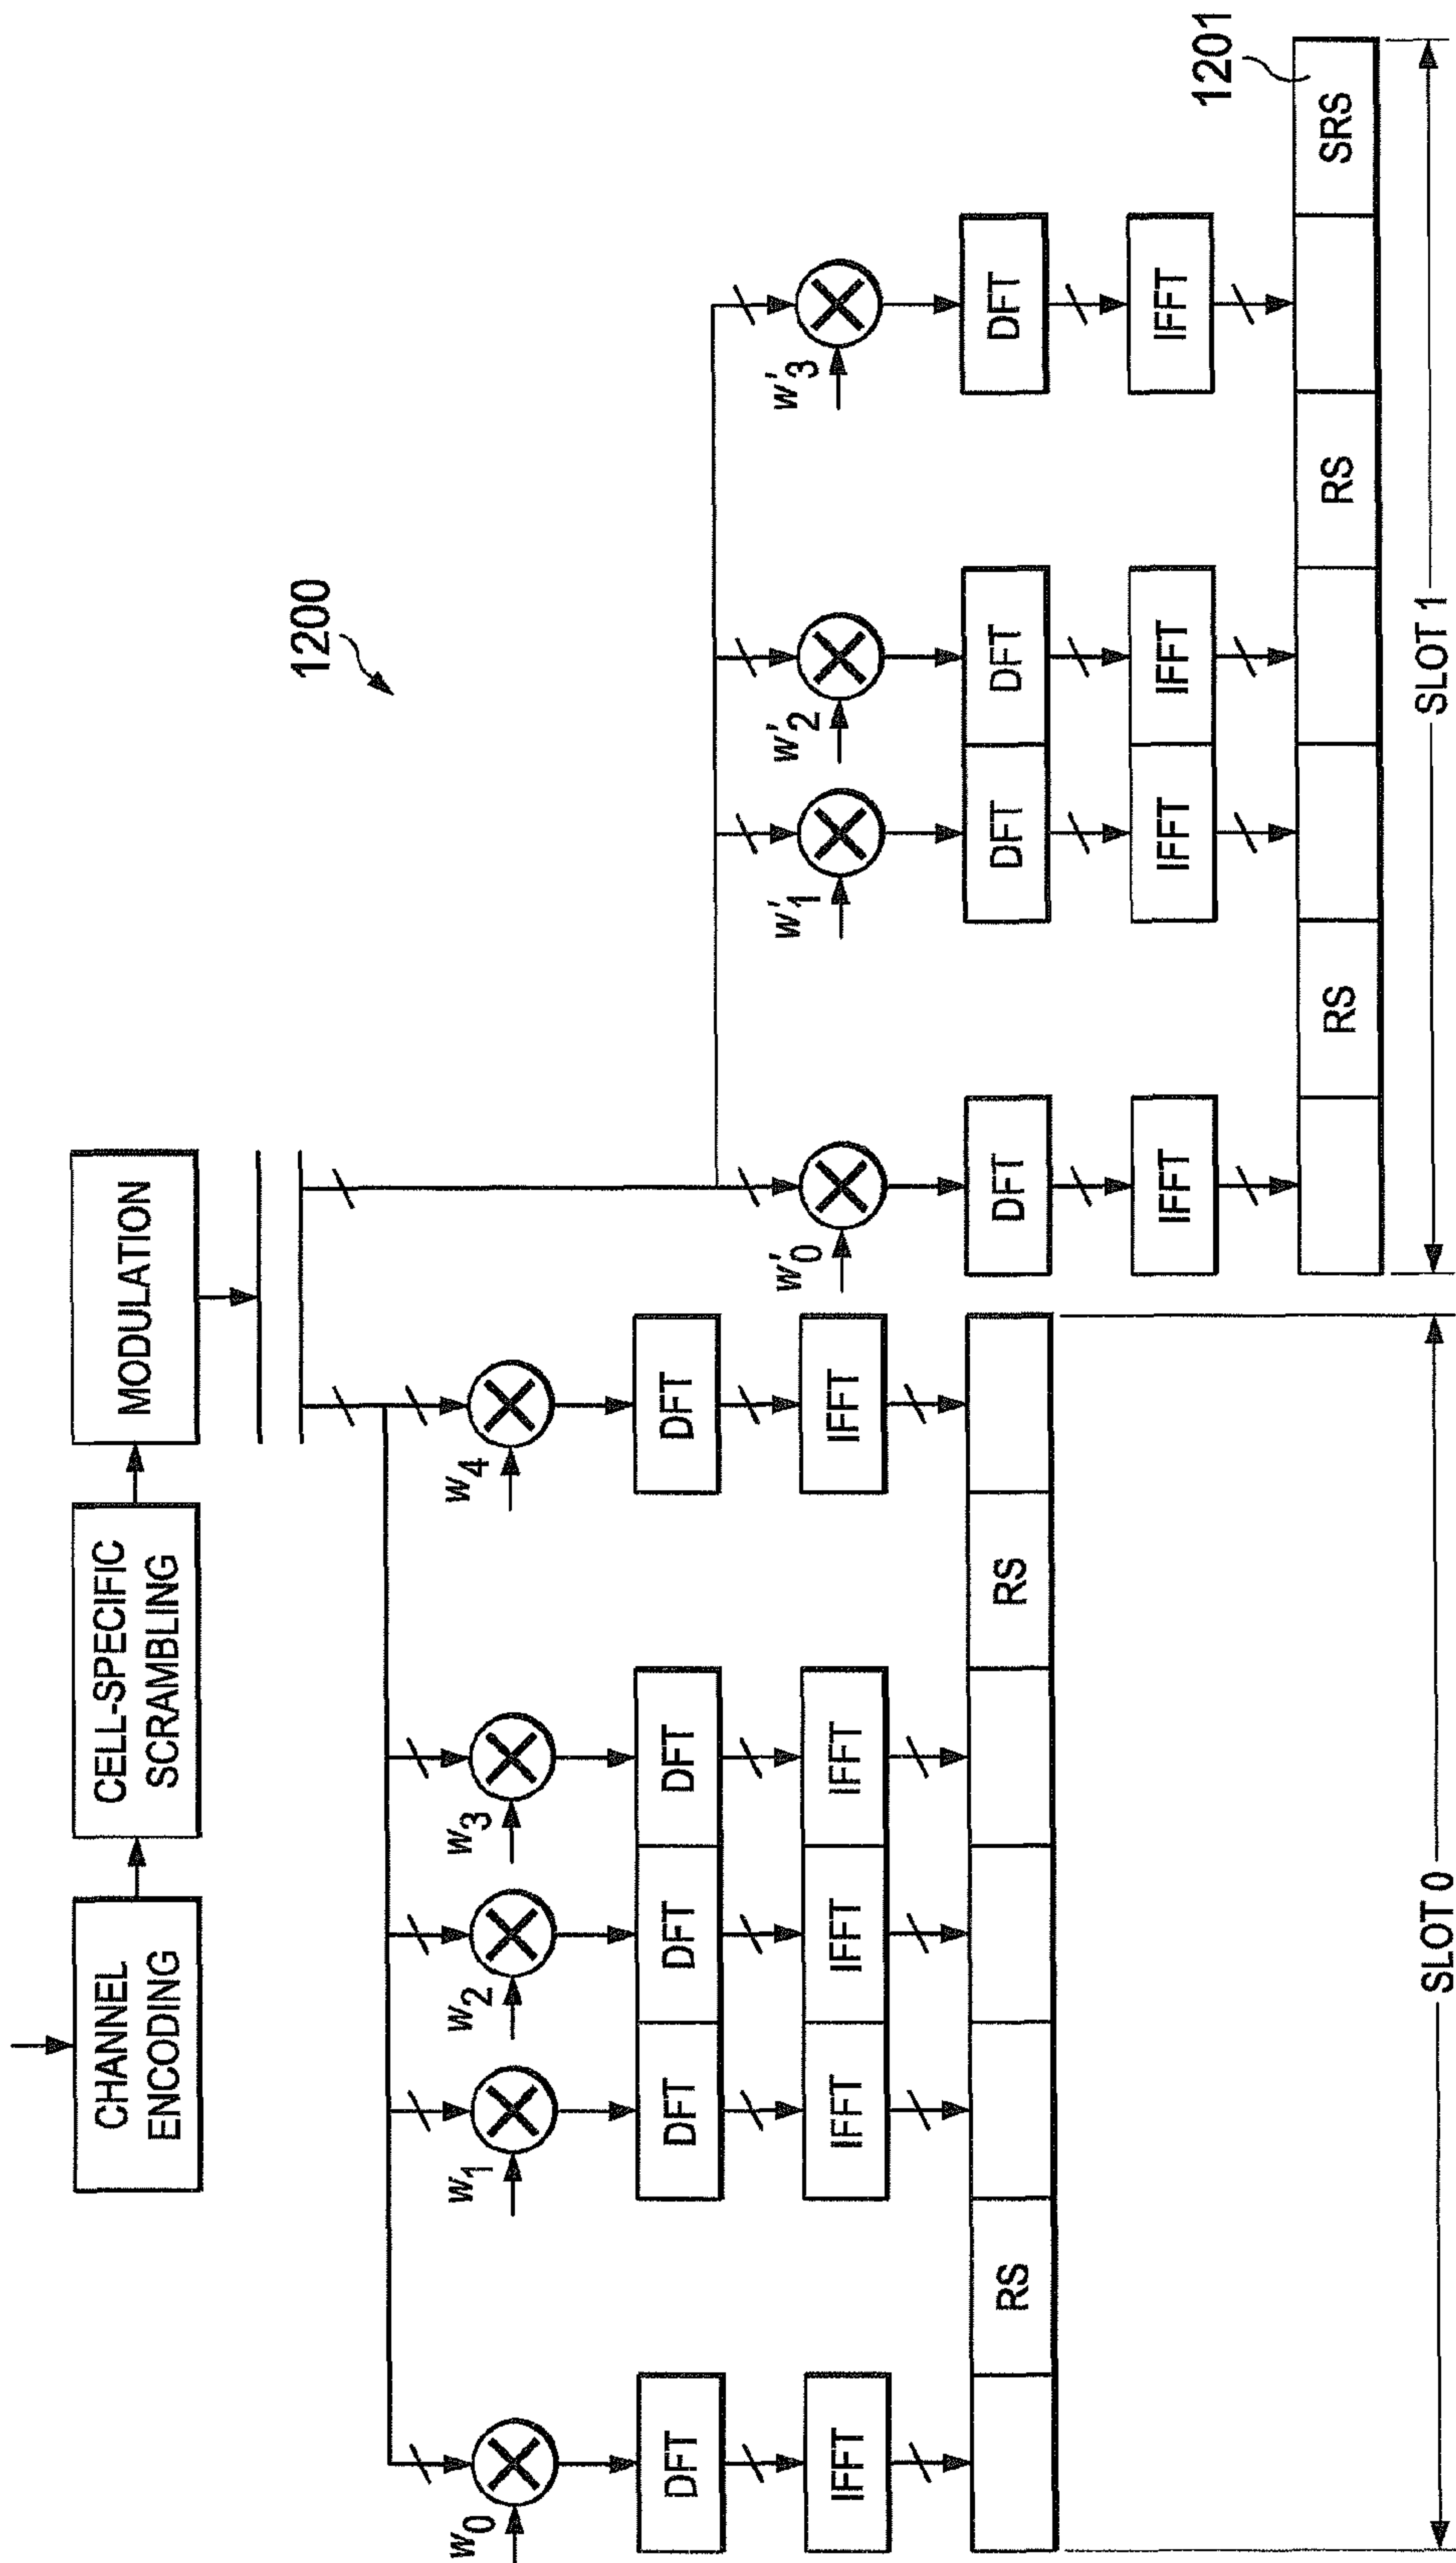 CHANNEL
ENCODING
CELL-SPECIFIC
SCRAMBLING
MODULATION
1200
w0
w1
w2
w3
w4
DFT
DFT
DFT
DFT
DFT
IFFT
IFFT
IFFT
IFFT
IFFT
RS
RS
SLOT 0
w'0
w'1
w'2
w'3
DFT
DFT
DFT
DFT
IFFT
IFFT
IFFT
IFFT
1201
RS
RS
SRS
SLOT 1